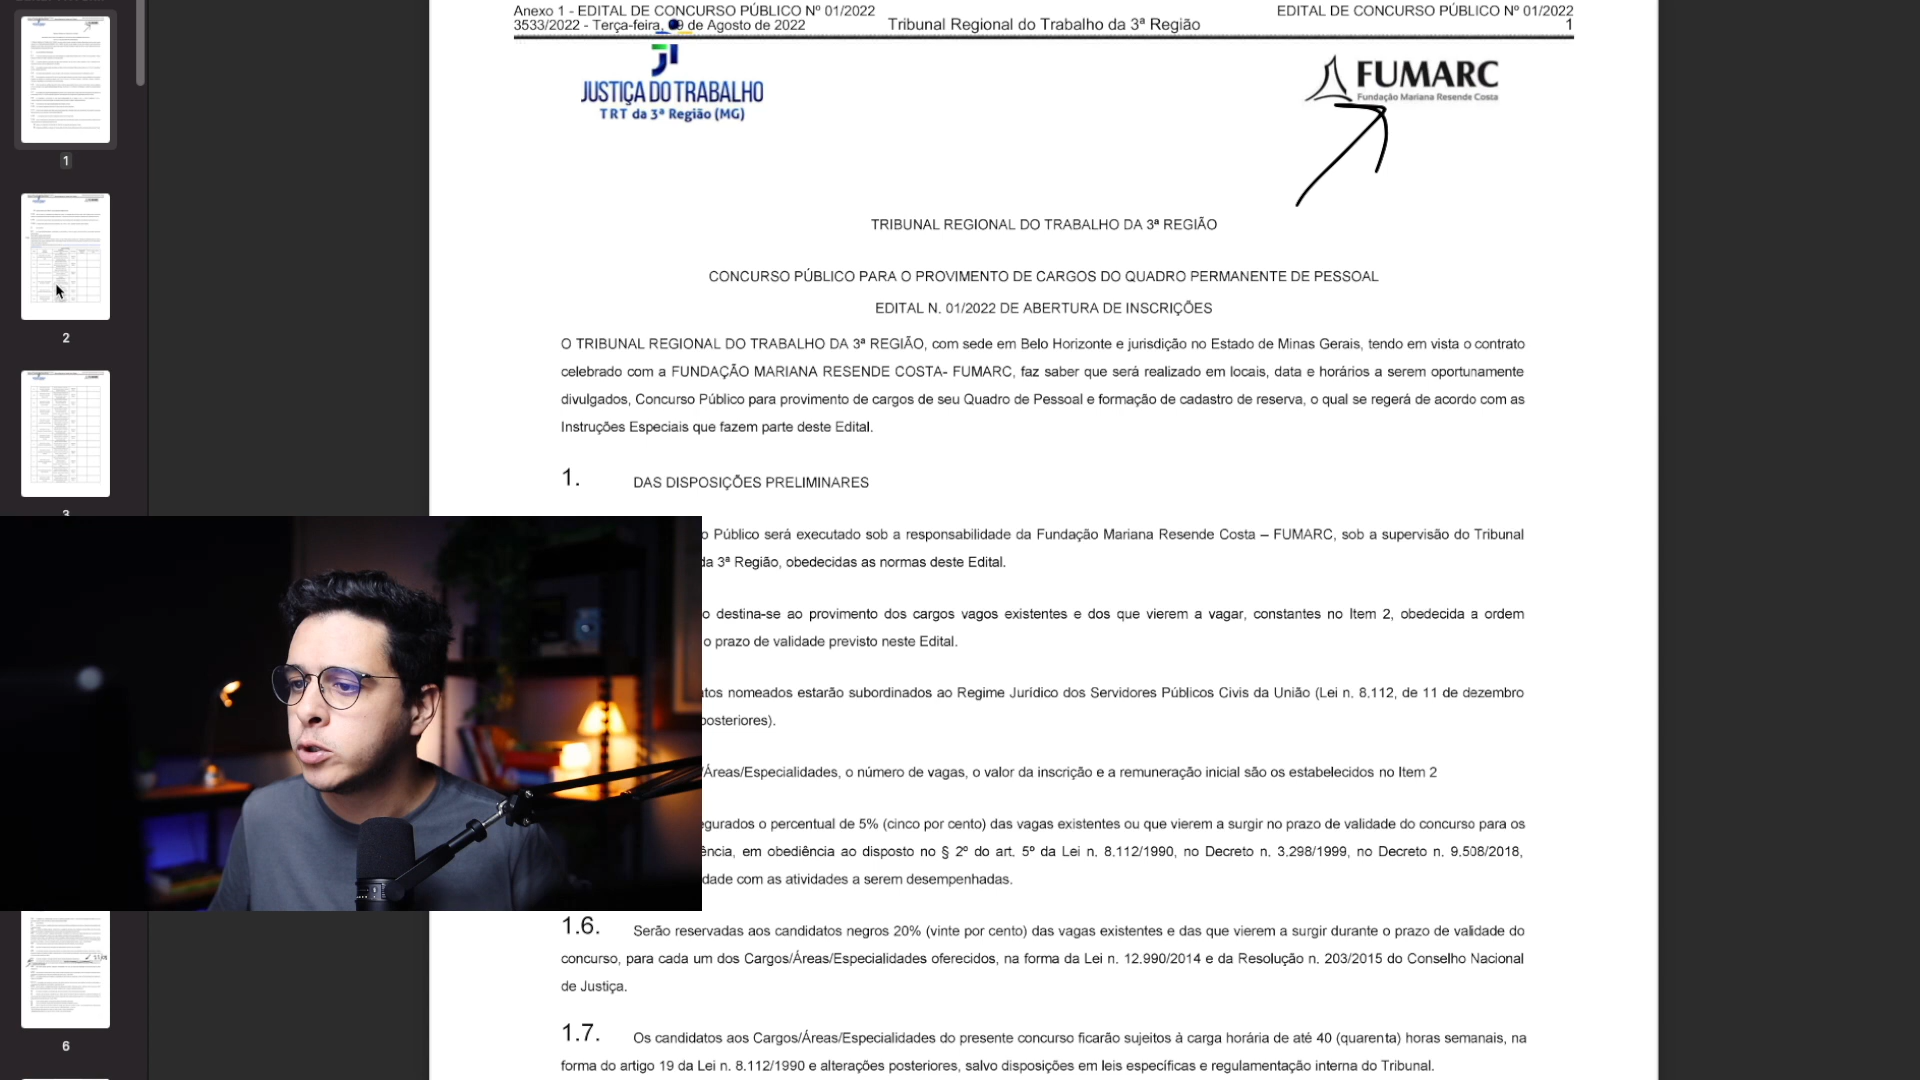 Anexo 1 - EDITAL DE CONCURSO PÚBLICO Nº 01/2022
EDITAL DE CONCURSO PÚBLICO Nº 01/2022
3533/2022 - Terça-feira, 09 de Agosto de 2022
Tribunal Regional do Trabalho da 3ª Região
1
JUSTIÇA DO TRABALHO
TRT da 3ª Região (MG)
FUMARC
Fundação Mariana Resende Costa
TRIBUNAL REGIONAL DO TRABALHO DA 3ª REGIÃO
CONCURSO PÚBLICO PARA O PROVIMENTO DE CARGOS DO QUADRO PERMANENTE DE PESSOAL
EDITAL N. 01/2022 DE ABERTURA DE INSCRIÇÕES
O TRIBUNAL REGIONAL DO TRABALHO DA 3ª REGIÃO, com sede em Belo Horizonte e jurisdição no Estado de Minas Gerais, tendo em vista o contrato
celebrado com a FUNDAÇÃO MARIANA RESENDE COSTA- FUMARC, faz saber que será realizado em locais, data e horários a serem oportunamente
divulgados, Concurso Público para provimento de cargos de seu Quadro de Pessoal e formação de cadastro de reserva, o qual se regerá de acordo com as
Instruções Especiais que fazem parte deste Edital.
1. DAS DISPOSIÇÕES PRELIMINARES
o Público será executado sob a responsabilidade da Fundação Mariana Resende Costa – FUMARC, sob a supervisão do Tribunal
da 3ª Região, obedecidas as normas deste Edital.
o destina-se ao provimento dos cargos vagos existentes e dos que vierem a vagar, constantes no Item 2, obedecida a ordem
o prazo de validade previsto neste Edital.
atos nomeados estarão subordinados ao Regime Jurídico dos Servidores Públicos Civis da União (Lei n. 8.112, de 11 de dezembro
posteriores).
/Áreas/Especialidades, o número de vagas, o valor da inscrição e a remuneração inicial são os estabelecidos no Item 2
egurados o percentual de 5% (cinco por cento) das vagas existentes ou que vierem a surgir no prazo de validade do concurso para os
ência, em obediência ao disposto no § 2º do art. 5º da Lei n. 8.112/1990, no Decreto n. 3.298/1999, no Decreto n. 9.508/2018,
dade com as atividades a serem desempenhadas.
1.6. Serão reservadas aos candidatos negros 20% (vinte por cento) das vagas existentes e das que vierem a surgir durante o prazo de validade do
concurso, para cada um dos Cargos/Áreas/Especialidades oferecidos, na forma da Lei n. 12.990/2014 e da Resolução n. 203/2015 do Conselho Nacional
de Justiça.
1.7. Os candidatos aos Cargos/Áreas/Especialidades do presente concurso ficarão sujeitos à carga horária de até 40 (quarenta) horas semanais, na
forma do artigo 19 da Lei n. 8.112/1990 e alterações posteriores, salvo disposições em leis específicas e regulamentação interna do Tribunal.
1
2
3
6